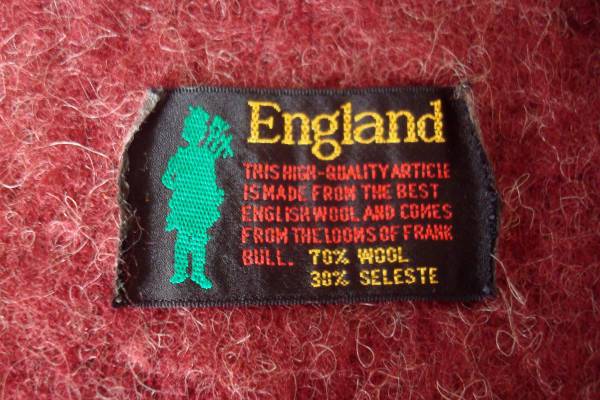 England
THIS HIGH-QUALITY ARTICLE
IS MADE FROM THE BEST
ENGLISH WOOL AND COMES
FROM THE LOOMS OF FRANK
BULL. 70% WOOL
30% SELESTE